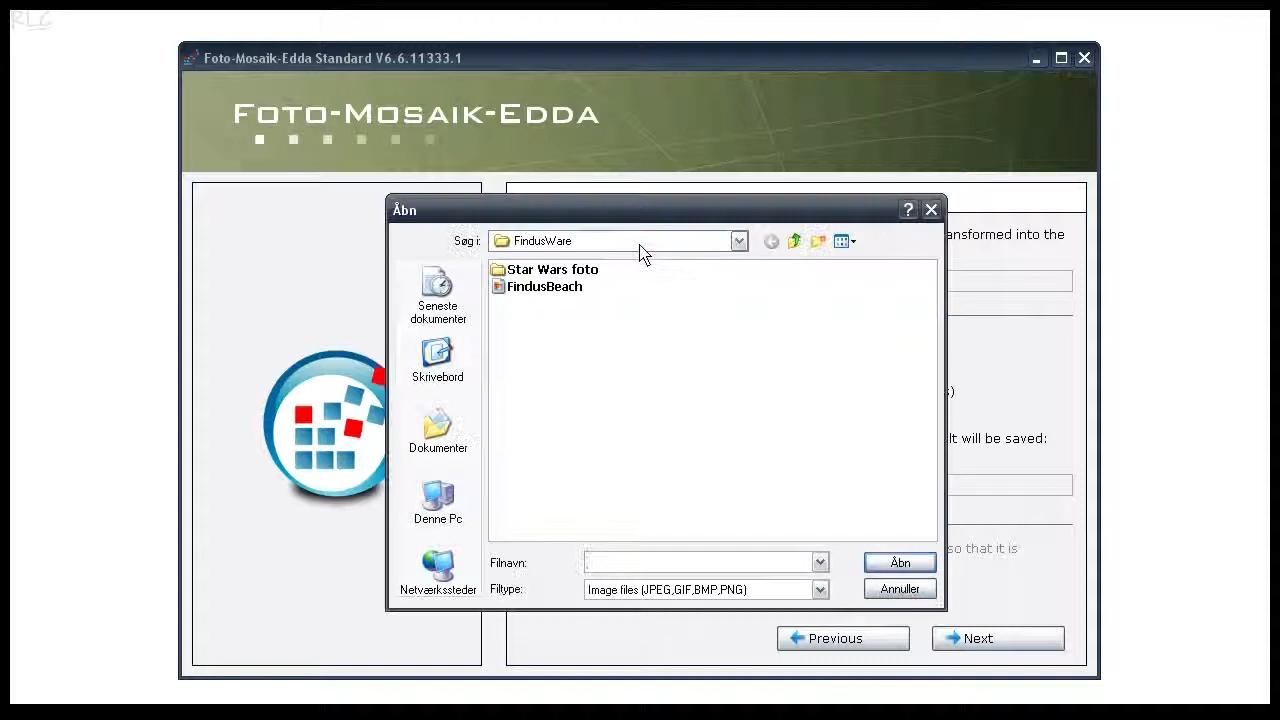 RLG
Foto-Mosaik-Edda Standard V6.6.11333.1
Foto-Mosaik-Edda
Åbn
Søg i:
FindusWare
ansformed into the
Star Wars foto
FindusBeach
Seneste
dokumenter
Skrivebord
Dokumenter
Denne Pc
Netværkssteder
)
lt will be saved:
so that it is
Filnavn:
Åbn
Filtype:
Image files (JPEG,GIF,BMP,PNG)
Annuller
Previous
Next